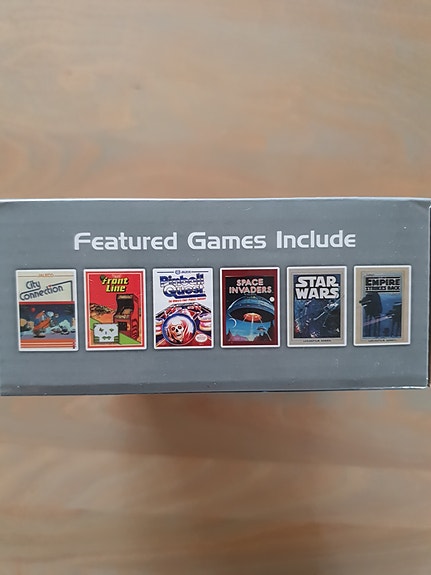 Featured Games Include
City
Connection
Front
Line
Pinball
Quest
SPACE
INVADERS
STAR
WARS
EMPIRE
STRIKES BACK